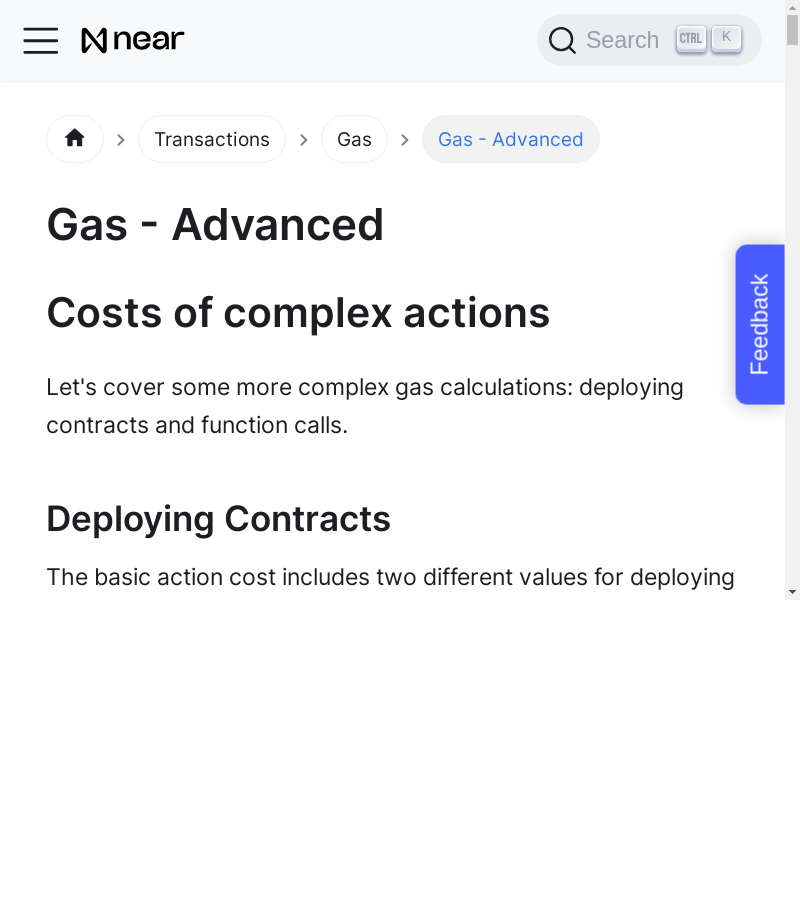 near
Search
CTRL K
Transactions
Gas
Gas - Advanced
Gas - Advanced
Costs of complex actions
Feedback
Let's cover some more complex gas calculations: deploying
contracts and function calls.
Deploying Contracts
The basic action cost includes two different values for deploying